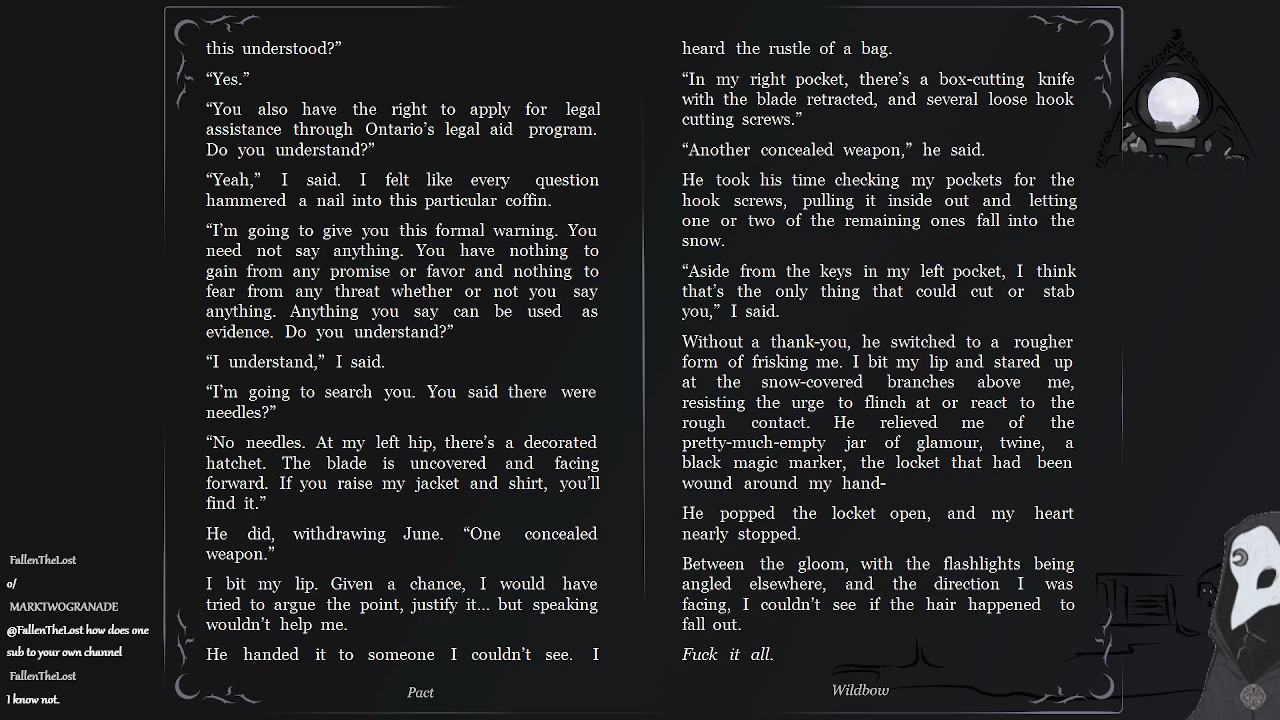 this understood?”
“Yes.”
“You also have the right to apply for legal
assistance through Ontario’s legal aid program.
Do you understand?”
“Yeah,” I said. I felt like every question
hammered a nail into this particular coffin.
“I’m going to give you this formal warning. You
need not say anything. You have nothing to
gain from any promise or favor and nothing to
fear from any threat whether or not you say
anything. Anything you say can be used as
evidence. Do you understand?”
“I understand,” I said.
“I’m going to search you. You said there were
needles?”
“No needles. At my left hip, there’s a decorated
hatchet. The blade is uncovered and facing
forward. If you raise my jacket and shirt, you’ll
find it.”
He did, withdrawing June. “One concealed
weapon.”
I bit my lip. Given a chance, I would have
tried to argue the point, justify it… but speaking
wouldn’t help me.
He handed it to someone I couldn’t see. I
Pact
heard the rustle of a bag.
“In my right pocket, there’s a box-cutting knife
with the blade retracted, and several loose hook
cutting screws.”
“Another concealed weapon,” he said.
He took his time checking my pockets for the
hook screws, pulling it inside out and letting
one or two of the remaining ones fall into the
snow.
“Aside from the keys in my left pocket, I think
that’s the only thing that could cut or stab
you,” I said.
Without a thank-you, he switched to a rougher
form of frisking me. I bit my lip and stared up
at the snow-covered branches above me,
resisting the urge to flinch at or react to the
rough contact. He relieved me of the
pretty-much-empty jar of glamour, twine, a
black magic marker, the locket that had been
wound around my hand-
He popped the locket open, and my heart
nearly stopped.
Between the gloom, with the flashlights being
angled elsewhere, and the direction I was
facing, I couldn’t see if the hair happened to
fall out.
Fuck it all.
Wildbow
FallenTheLost
o/
MARKTWOGRANADE
@FallenTheLost how does one
sub to your own channel
FallenTheLost
I know not.